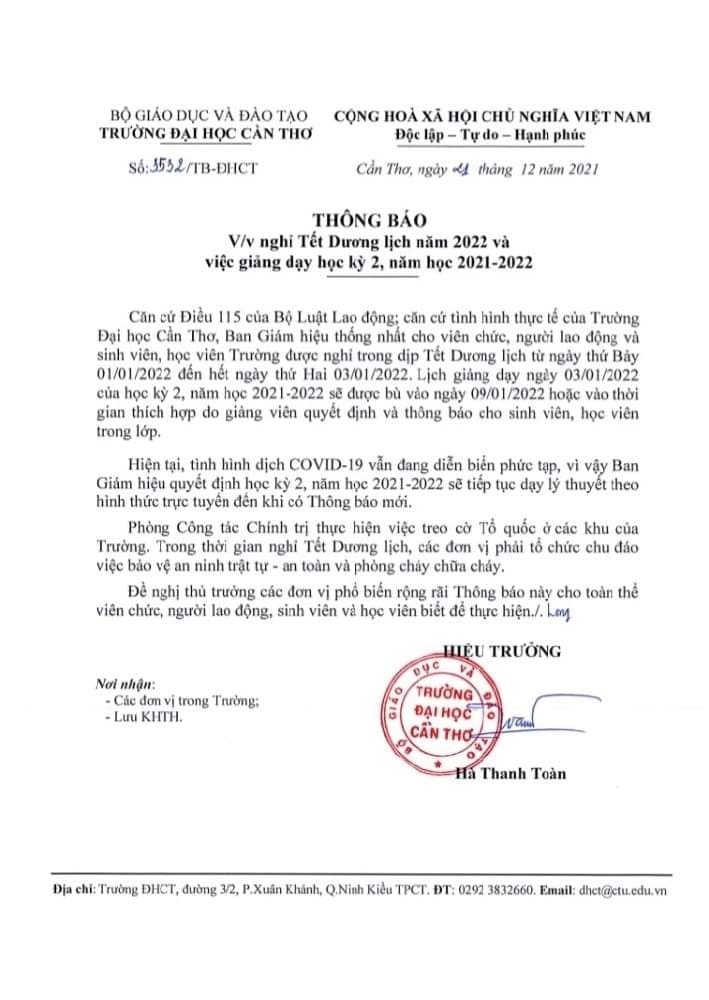 BỘ GIÁO DỤC VÀ ĐÀO TẠO
TRƯỜNG ĐẠI HỌC CẦN THƠ
CỘNG HOÀ XÃ HỘI CHỦ NGHĨA VIỆT NAM
Độc lập – Tự do – Hạnh phúc
Số:3532/TB-ĐHCT
Cần Thơ, ngày 21 tháng 12 năm 2021
THÔNG BÁO
V/v nghỉ Tết Dương lịch năm 2022 và
việc giảng dạy học kỳ 2, năm học 2021-2022
Căn cứ Điều 115 của Bộ Luật Lao động; căn cứ tình hình thực tế của Trường
Đại học Cần Thơ, Ban Giám hiệu thống nhất cho viên chức, người lao động và
sinh viên, học viên Trường được nghỉ trong dịp Tết Dương lịch từ ngày thứ Bảy
01/01/2022 đến hết ngày thứ Hai 03/01/2022. Lịch giảng dạy ngày 03/01/2022
của học kỳ 2, năm học 2021-2022 sẽ được bù vào ngày 09/01/2022 hoặc vào thời
gian thích hợp do giảng viên quyết định và thông báo cho sinh viên, học viên
trong lớp.
Hiện tại, tình hình dịch COVID-19 vẫn đang diễn biến phức tạp, vì vậy Ban
Giám hiệu quyết định học kỳ 2, năm học 2021-2022 sẽ tiếp tục dạy lý thuyết theo
hình thức trực tuyến đến khi có Thông báo mới.
Phòng Công tác Chính trị thực hiện việc treo cờ Tổ quốc ở các khu của
Trường. Trong thời gian nghỉ Tết Dương lịch, các đơn vị phải tổ chức chu đáo
việc bảo vệ an ninh trật tự - an toàn và phòng cháy chữa cháy.
Đề nghị thủ trưởng các đơn vị phổ biến rộng rãi Thông báo này cho toàn thể
viên chức, người lao động, sinh viên và học viên biết để thực hiện./.
HIỆU TRƯỞNG
Nơi nhận:
- Các đơn vị trong Trường;
- Lưu KHTH.
BỘ GIÁO DỤC VÀ ĐÀO TẠO
TRƯỜNG
ĐẠI HỌC
CẦN THƠ
Hà Thanh Toàn
Địa chỉ: Trường ĐHCT, đường 3/2, P.Xuân Khánh, Q.Ninh Kiều TPCT. ĐT: 0292 3832660. Email: dhct@ctu.edu.vn